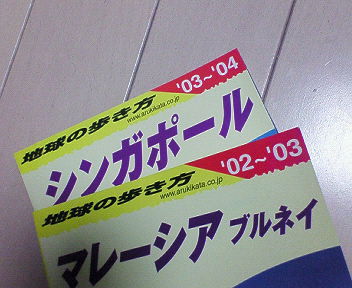 '03~'04
地球の歩き方
www.arukikata.co.jp
シンガポール
'02~'03
地球の歩き方
www.arukikata.co.jp
マレーシア ブルネイ